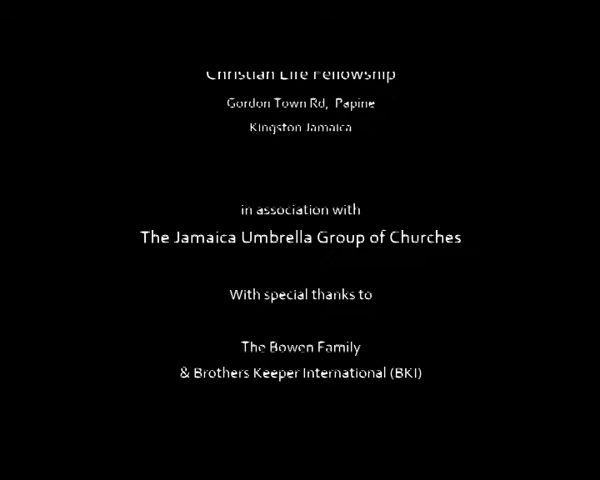 Christian Life Fellowship
Gordon Town Rd, Papine
Kingston Jamaica
in association with
The Jamaica Umbrella Group of Churches
With special thanks to
The Bowen Family
& Brothers Keeper International (BKI)